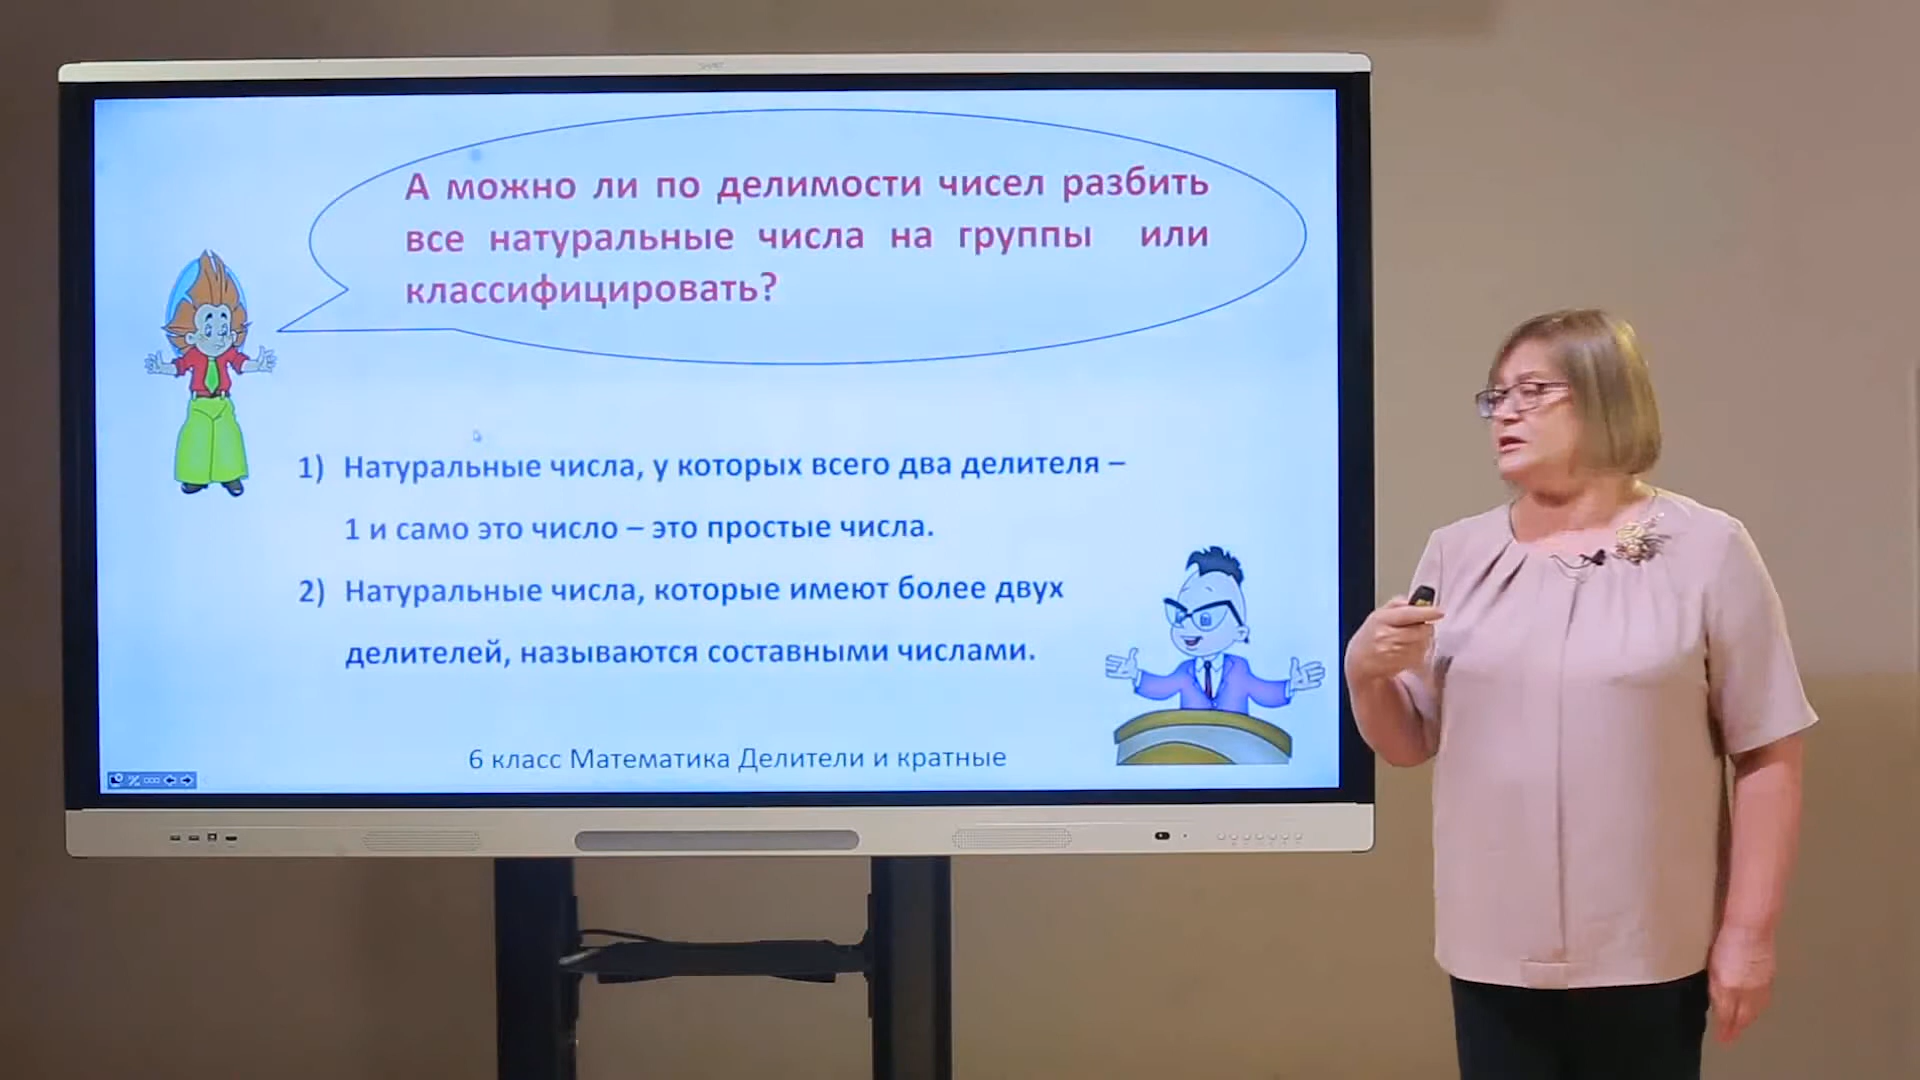 А можно ли по делимости чисел разбить
все натуральные числа на группы или
классифицировать?
1) Натуральные числа, у которых всего два делителя –
1 и само это число – это простые числа.
2) Натуральные числа, которые имеют более двух
делителей, называются составными числами.
6 класс Математика Делители и кратные